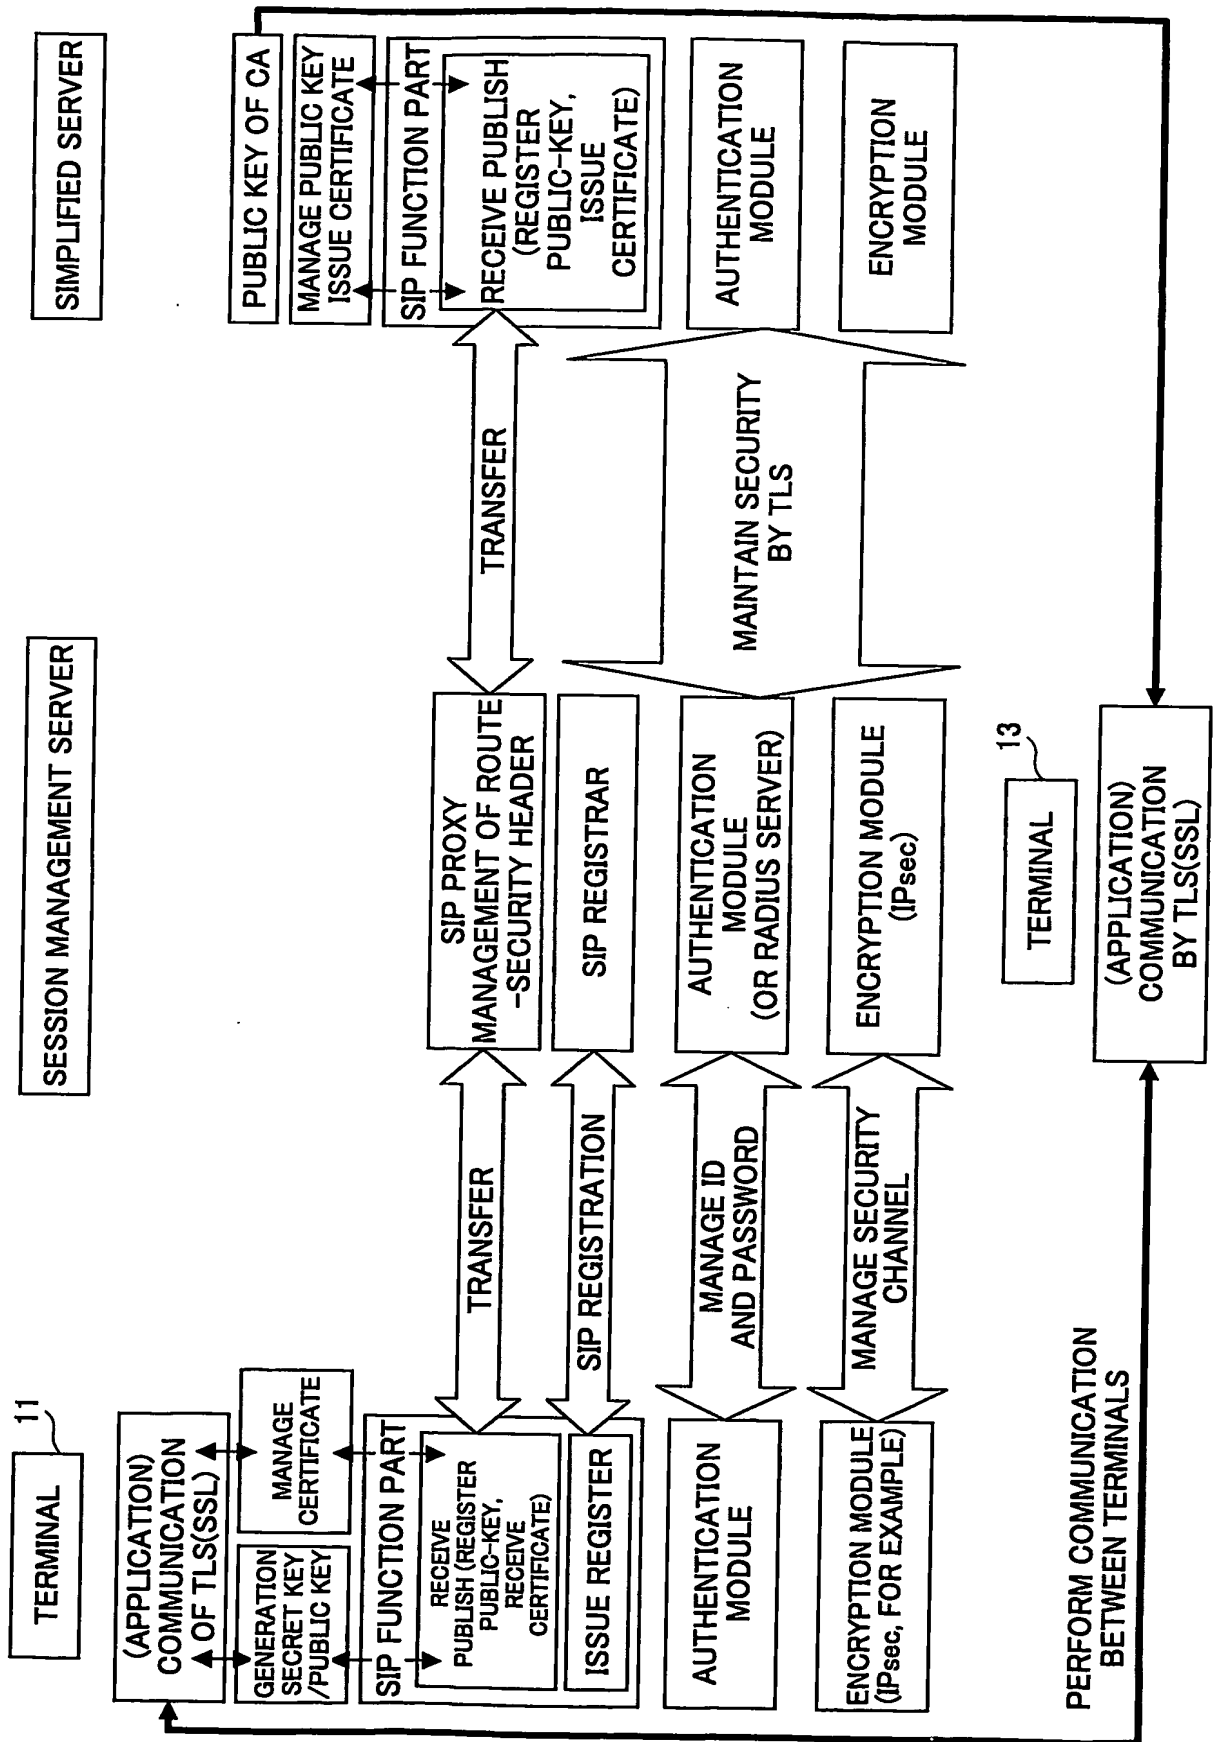 TERMINAL
11
SESSION MANAGEMENT SERVER
SIMPLIFIED SERVER
(APPLICATION)
COMMUNICATION
OF TLS(SSL)
GENERATION
SECRET KEY
/PUBLIC KEY
MANAGE
CERTIFICATE
SIP FUNCTION PART
RECEIVE
PUBLISH (REGISTER
PUBLIC-KEY,
RECEIVE
CERTIFICATE)
ISSUE REGISTER
AUTHENTICATION
MODULE
ENCRYPTION MODULE
(IPsec, FOR EXAMPLE)
TRANSFER
SIP REGISTRATION
MANAGE ID
AND PASSWORD
MANAGE SECURITY
CHANNEL
SIP PROXY
MANAGEMENT OF ROUTE
-SECURITY HEADER
SIP REGISTRAR
AUTHENTICATION
MODULE
(OR RADIUS SERVER)
ENCRYPTION MODULE
(IPsec)
TRANSFER
MAINTAIN SECURITY
BY TLS
PUBLIC KEY OF CA
MANAGE PUBLIC KEY
ISSUE CERTIFICATE
SIP FUNCTION PART
RECEIVE PUBLISH
(REGISTER
PUBLIC-KEY,
ISSUE
CERTIFICATE)
AUTHENTICATION
MODULE
ENCRYPTION
MODULE
TERMINAL
13
(APPLICATION)
COMMUNICATION
BY TLS(SSL)
PERFORM COMMUNICATION
BETWEEN TERMINALS